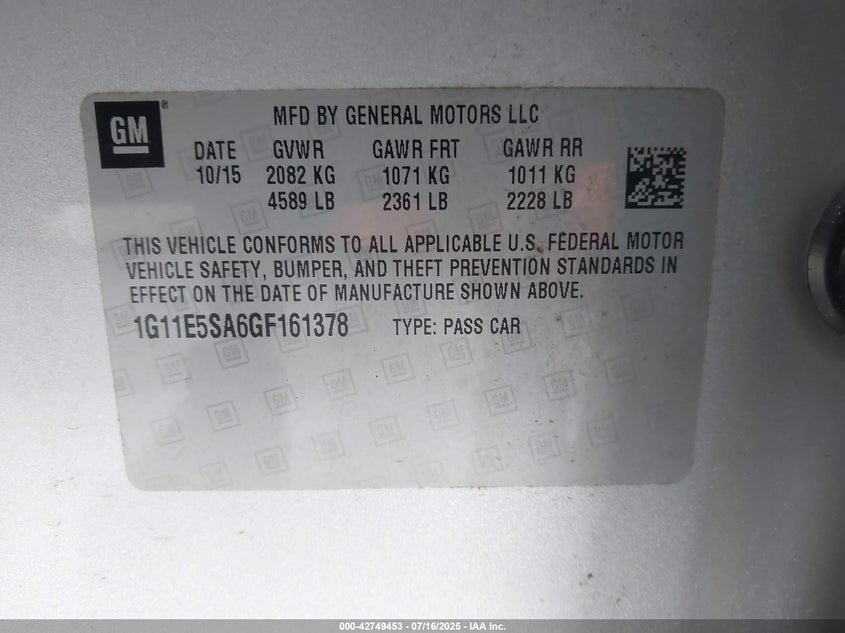 GM
®
MFD BY GENERAL MOTORS LLC
DATE GVWR GAWR FRT GAWR RR
10/15 2082 KG 1071 KG 1011 KG
4589 LB 2361 LB 2228 LB
THIS VEHICLE CONFORMS TO ALL APPLICABLE U.S. FEDERAL MOTOR
VEHICLE SAFETY, BUMPER, AND THEFT PREVENTION STANDARDS IN
EFFECT ON THE DATE OF MANUFACTURE SHOWN ABOVE.
1G11E5SA6GF161378 TYPE: PASS CAR
000-42749453 - 07/16/2025 - IAA Inc.